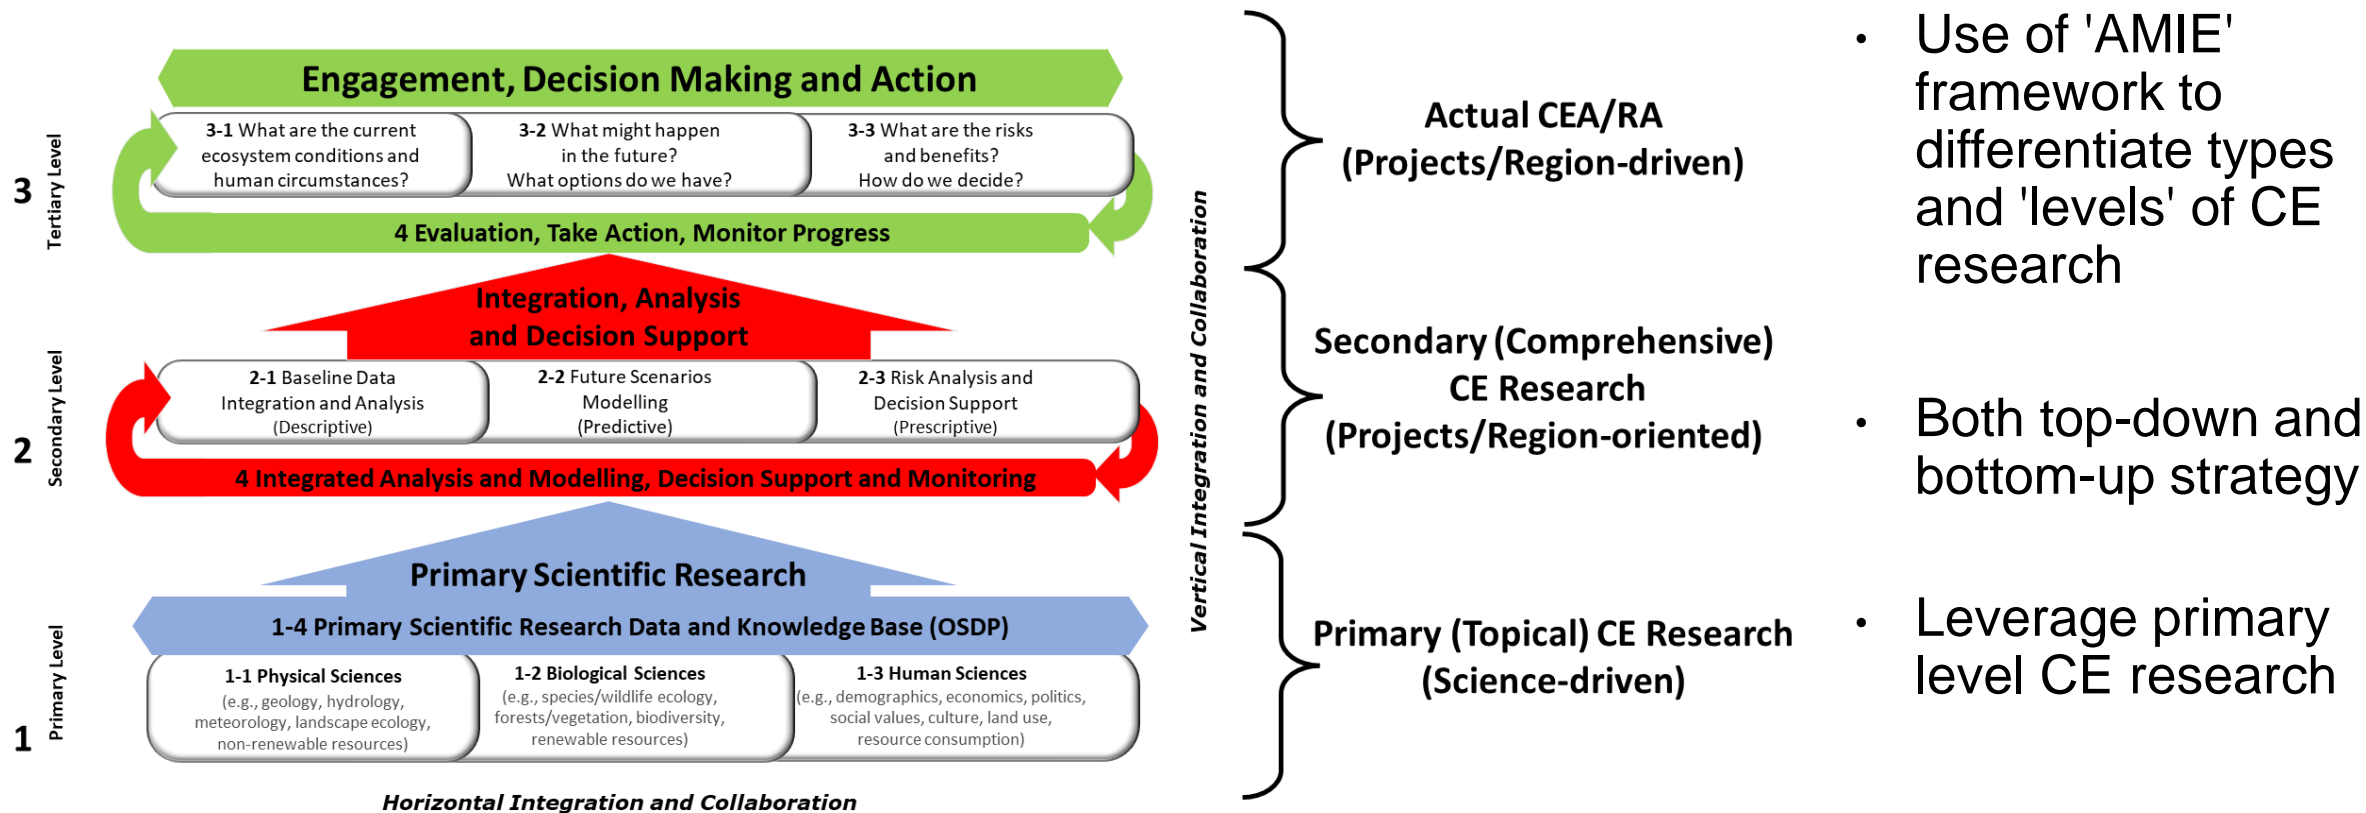 Engagement, Decision Making and Action
3-1 What are the current
ecosystem conditions and
human circumstances?
3-2 What might happen
in the future?
What options do we have?
3-3 What are the risks
and benefits?
How do we decide?
4 Evaluation, Take Action, Monitor Progress
3
Tertiary Level
Integration, Analysis
and Decision Support
2-1 Baseline Data
Integration and Analysis
(Descriptive)
2-2 Future Scenarios
Modelling
(Predictive)
2-3 Risk Analysis and
Decision Support
(Prescriptive)
4 Integrated Analysis and Modelling, Decision Support and Monitoring
2
Secondary Level
Primary Scientific Research
1-4 Primary Scientific Research Data and Knowledge Base (OSDP)
1-1 Physical Sciences
(e.g., geology, hydrology,
meteorology, landscape ecology,
non-renewable resources)
1-2 Biological Sciences
(e.g., species/wildlife ecology,
forests/vegetation, biodiversity,
renewable resources)
1-3 Human Sciences
(e.g., demographics, economics, politics,
social values, culture, land use,
resource consumption)
1
Primary Level
Horizontal Integration and Collaboration
Vertical Integration and Collaboration
Actual CEA/RA
(Projects/Region-driven)
Secondary (Comprehensive)
CE Research
(Projects/Region-oriented)
Primary (Topical) CE Research
(Science-driven)
• Use of 'AMIE'
framework to
differentiate types
and 'levels' of CE
research
• Both top-down and
bottom-up strategy
• Leverage primary
level CE research